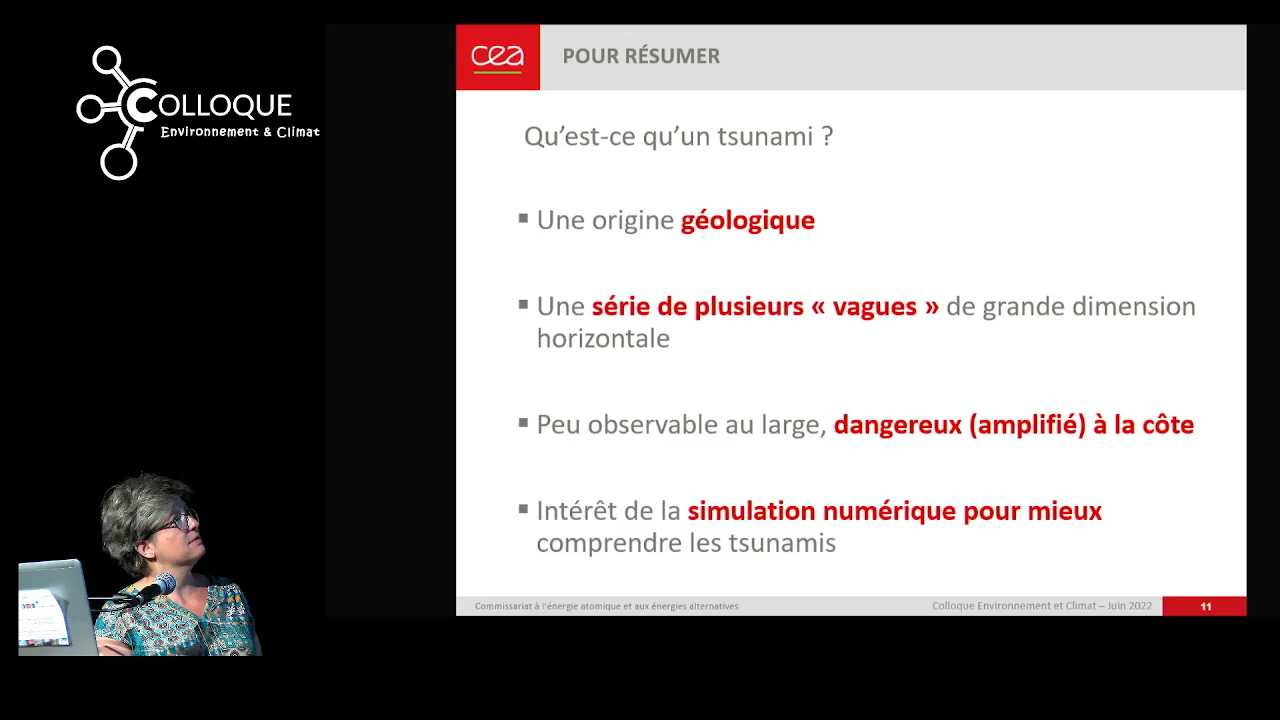 COLLOQUE
Environnement & Climat
cea
POUR RÉSUMER
Qu’est-ce qu’un tsunami ?
▪ Une origine géologique
▪ Une série de plusieurs « vagues » de grande dimension
horizontale
▪ Peu observable au large, dangereux (amplifié) à la côte
▪ Intérêt de la simulation numérique pour mieux
comprendre les tsunamis
Commissariat à l’énergie atomique et aux énergies alternatives
Colloque Environnement et Climat – Juin 2022
11